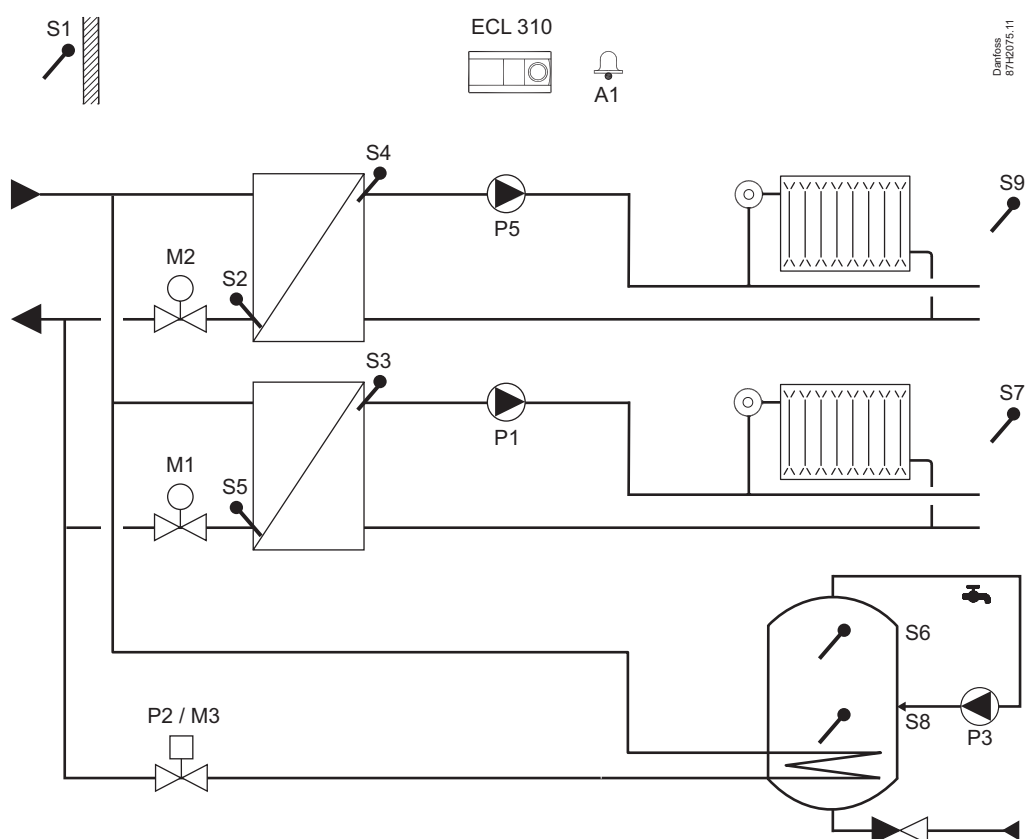 S1
ECL 310
A1
Danfoss
87H2075.11
S4
P5
S9
M2
S2
S3
P1
S7
M1
S5
S6
P2 / M3
S8
P3